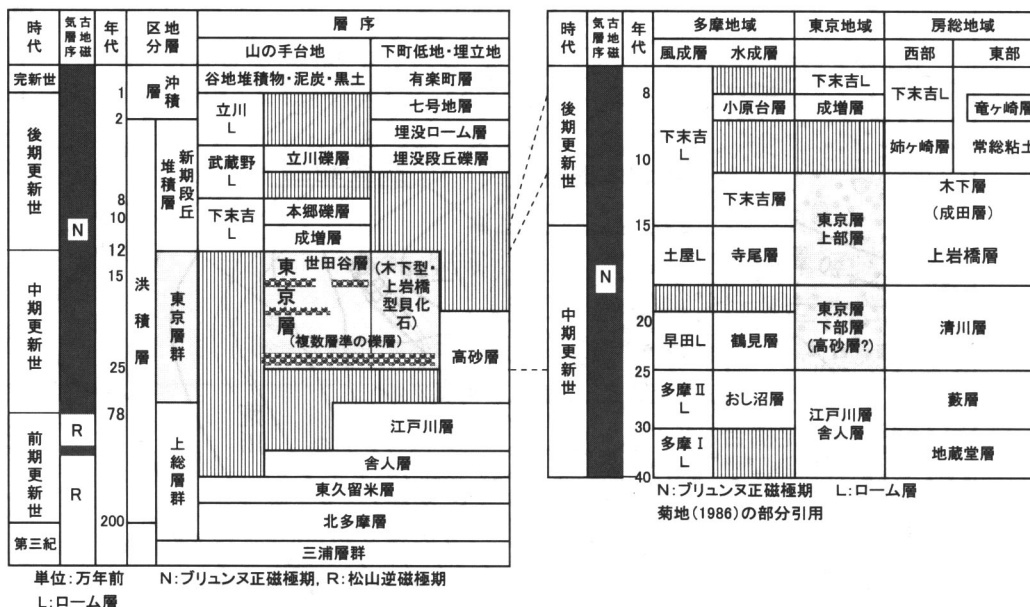 時代
古地磁気層序
年代
地層区分
層序
山の手台地
下町低地・埋立地
完新世
後期更新世
中期更新世
前期更新世
第三紀
N
R
R
1
2
8
10
12
15
25
78
200
沖積層
洪積層
新期段丘堆積層
東京層群
上総層群
谷地堆積物・泥炭・黒土
有楽町層
立川L
七号地層
埋没ローム層
武蔵野L
立川礫層
埋没段丘礫層
下末吉L
本郷礫層
成増層
東京層
世田谷層
(木下型・上岩橋型貝化石)
(複数層準の礫層)
高砂層
江戸川層
舎人層
東久留米層
北多摩層
三浦層群
単位:万年前 N:ブリュンヌ正磁極期, R:松山逆磁極期
L:ローム層
時代
古地磁気層序
年代
多摩地域
東京地域
房総地域
風成層
水成層
西部
東部
後期更新世
中期更新世
N
8
10
15
20
25
30
40
下末吉L
下末吉L
下末吉L
小原台層
成増層
竜ヶ崎層
姉ヶ崎層
常総粘土
下末吉層
東京層上部層
木下層
(成田層)
土屋L
寺尾層
上岩橋層
早田L
鶴見層
東京層下部層
(高砂層?)
清川層
多摩ⅡL
おし沼層
江戸川層
舎人層
藪層
多摩ⅠL
地蔵堂層
N:ブリュンヌ正磁極期 L:ローム層
菊地(1986)の部分引用